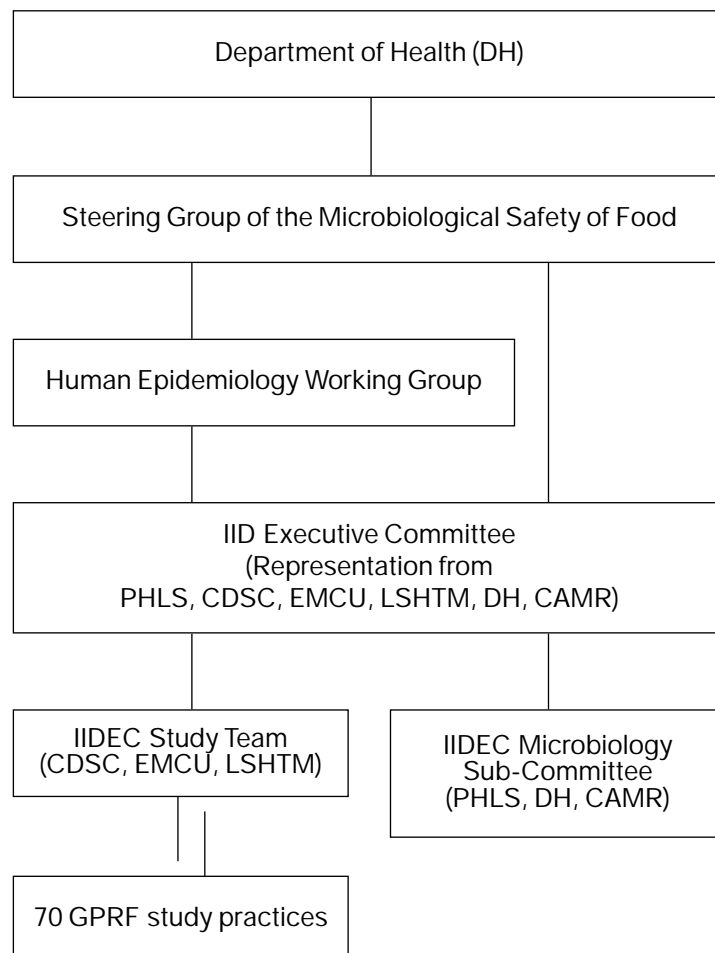 Department of Health (DH)
Steering Group of the Microbiological Safety of Food
Human Epidemiology Working Group
IID Executive Committee
(Representation from
PHLS, CDSC, EMCU, LSHTM, DH, CAMR)
IIDEC Study Team
(CDSC, EMCU, LSHTM)
IIDEC Microbiology
Sub-Committee
(PHLS, DH, CAMR)
70 GPRF study practices